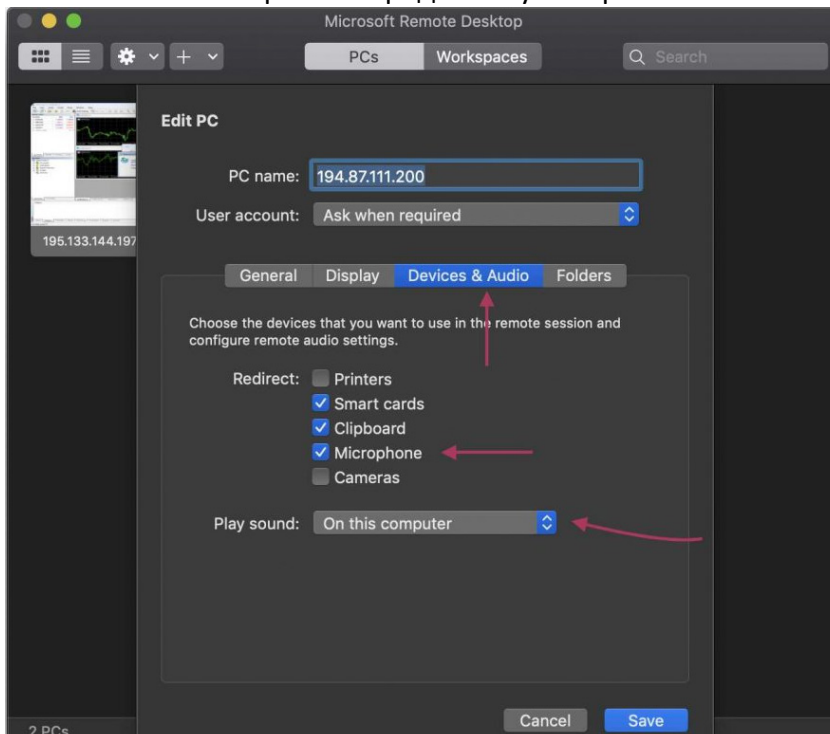 Microsoft Remote Desktop
PCs
Workspaces
Search
Edit PC
PC name: 194.87.111.200
User account: Ask when required
195.133.144.197
General Display Devices & Audio Folders
Choose the devices that you want to use in the remote session and
configure remote audio settings.
Redirect: Printers
Smart cards
Clipboard
Microphone
Cameras
Play sound: On this computer
Cancel Save
2 PCs